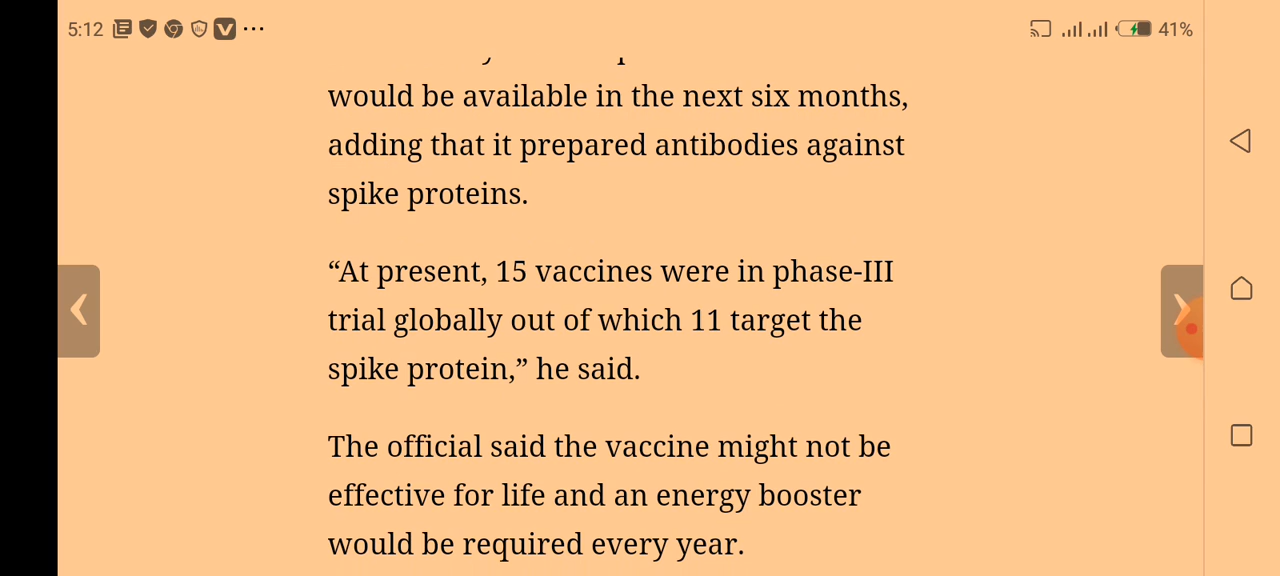 5:12
41%
would be available in the next six months,
adding that it prepared antibodies against
spike proteins.
“At present, 15 vaccines were in phase-III
trial globally out of which 11 target the
spike protein,” he said.
The official said the vaccine might not be
effective for life and an energy booster
would be required every year.